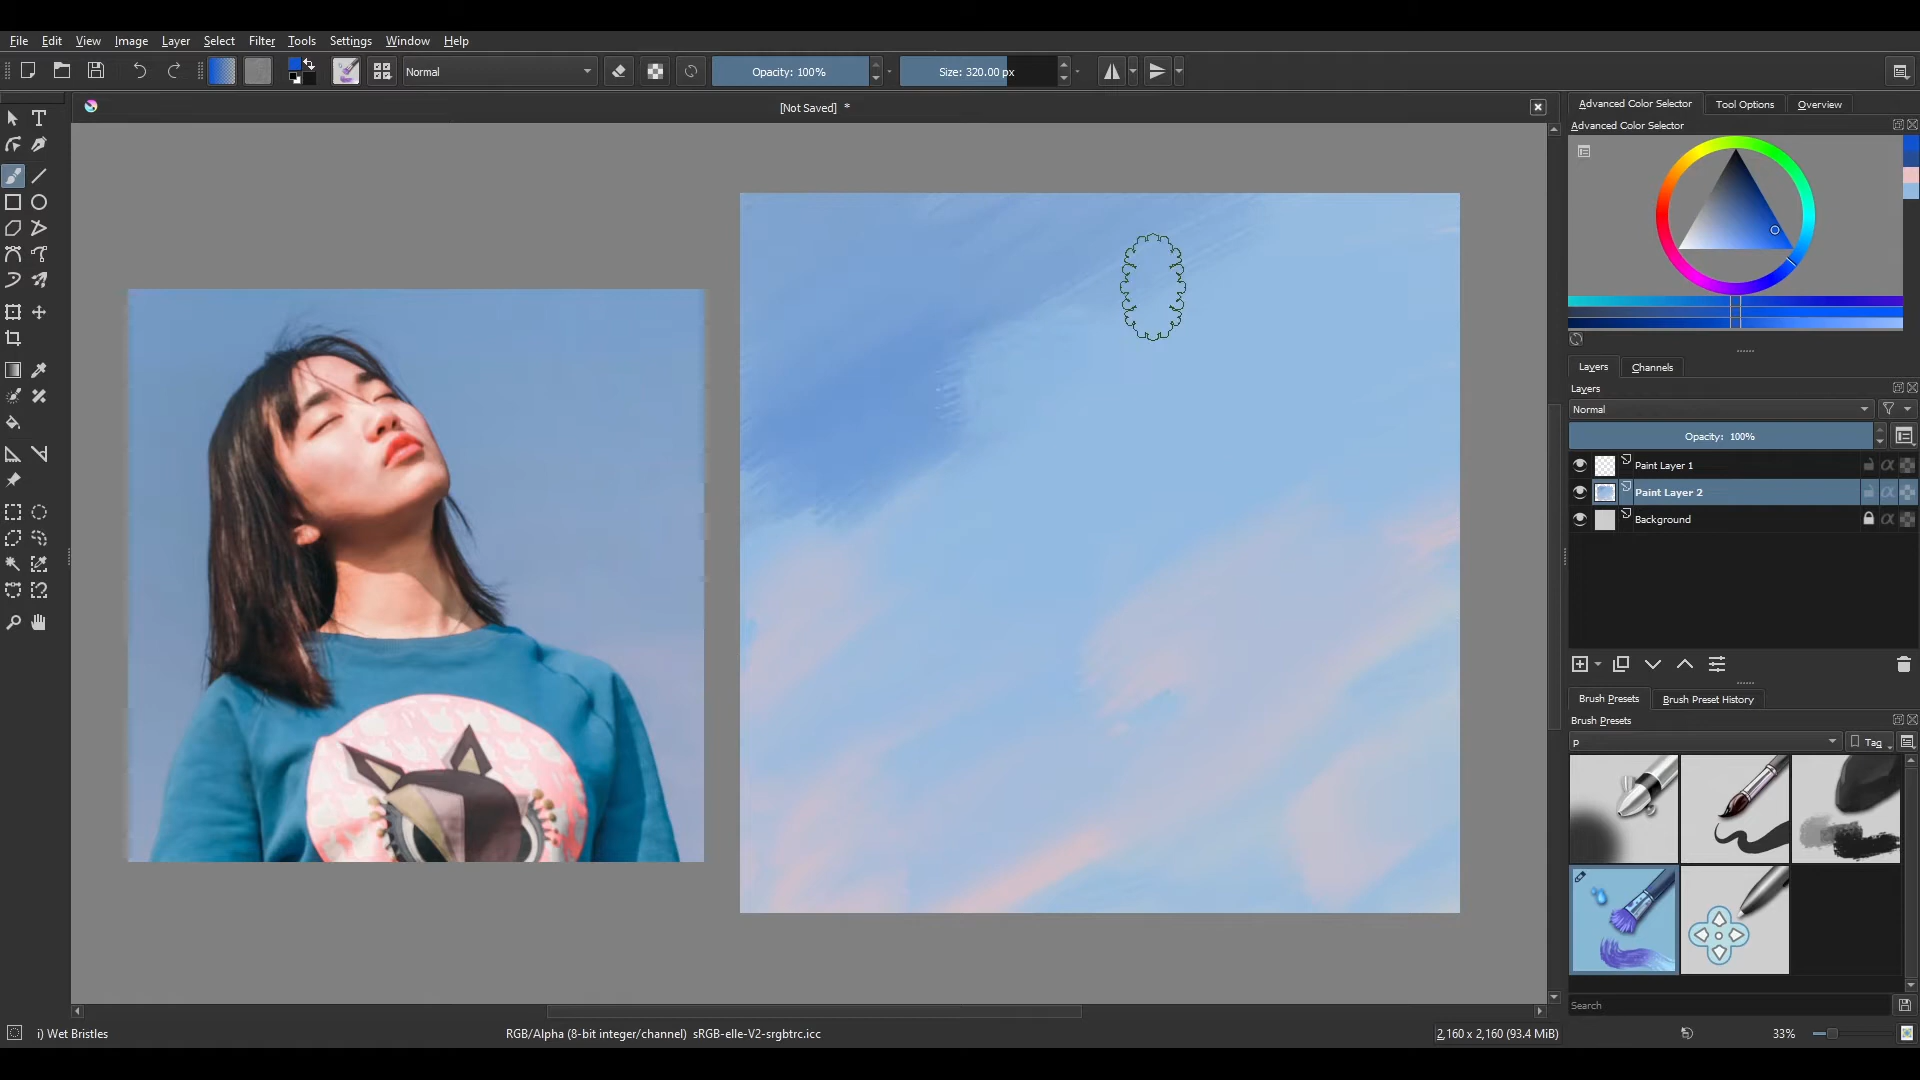 File Edit View Image Layer Select Filter Tools Settings Window Help
Normal Opacity: 100% Size: 320.00 px
[Not Saved] *
Advanced Color Selector Tool Options Overview
Advanced Color Selector
Layers Channels
Layers
Normal
Opacity: 100%
Paint Layer 1
Paint Layer 2
Background
Brush Presets Brush Preset History
Brush Presets
p Tag
Search
i) Wet Bristles RGB/Alpha (8-bit integer/channel) sRGB-elle-V2-srgbtrc.icc 2,160 x 2,160 (93.4 MiB) 33%